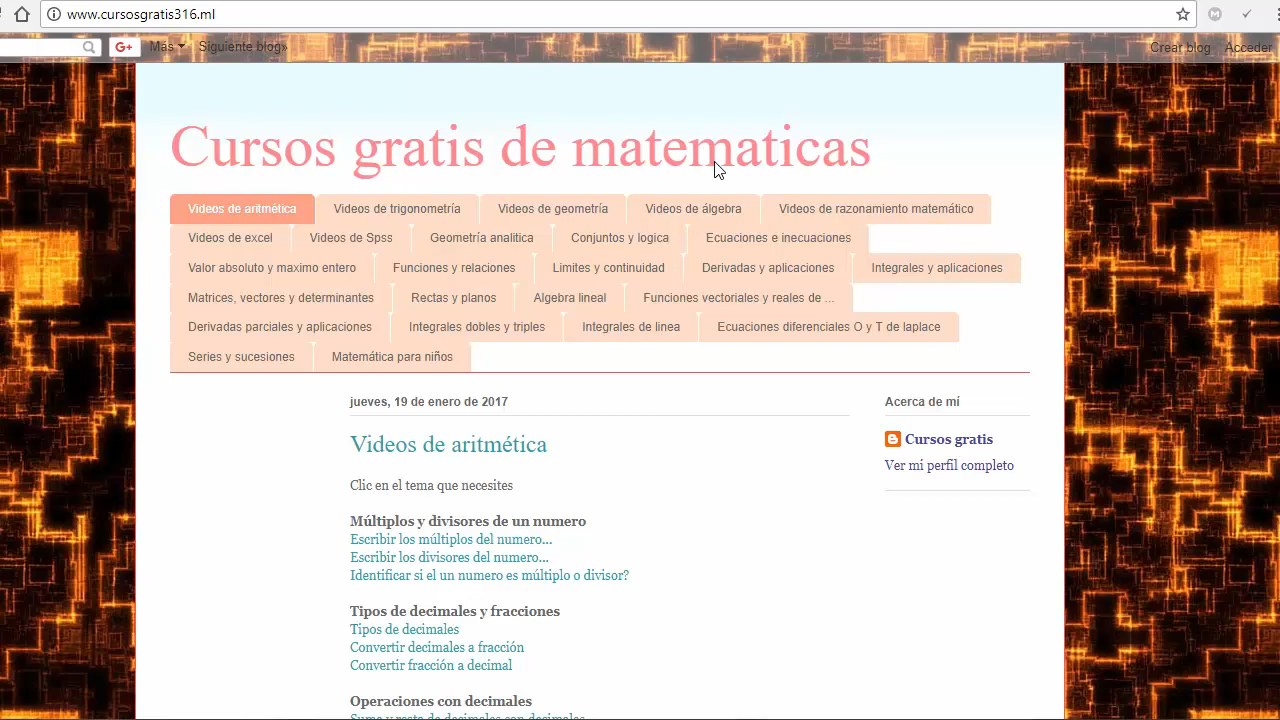 www.cursosgratis316.ml
G+ Más Siguiente blog» Crear blog Acceder
Cursos gratis de matematicas
Videos de aritmética Videos de trigonometría Videos de geometría Videos de álgebra Videos de razonamiento matemático
Videos de excel Videos de Spss Geometría analitica Conjuntos y logica Ecuaciones e inecuaciones
Valor absoluto y maximo entero Funciones y relaciones Limites y continuidad Derivadas y aplicaciones Integrales y aplicaciones
Matrices, vectores y determinantes Rectas y planos Algebra lineal Funciones vectoriales y reales de ...
Derivadas parciales y aplicaciones Integrales dobles y triples Integrales de linea Ecuaciones diferenciales O y T de laplace
Series y sucesiones Matemática para niños
jueves, 19 de enero de 2017
Videos de aritmética
Clic en el tema que necesites
Múltiplos y divisores de un numero
Escribir los múltiplos del numero...
Escribir los divisores del numero...
Identificar si el un numero es múltiplo o divisor?
Tipos de decimales y fracciones
Tipos de decimales
Convertir decimales a fracción
Convertir fracción a decimal
Operaciones con decimales
Suma y resta de decimales con decimales
Acerca de mí
Cursos gratis
Ver mi perfil completo